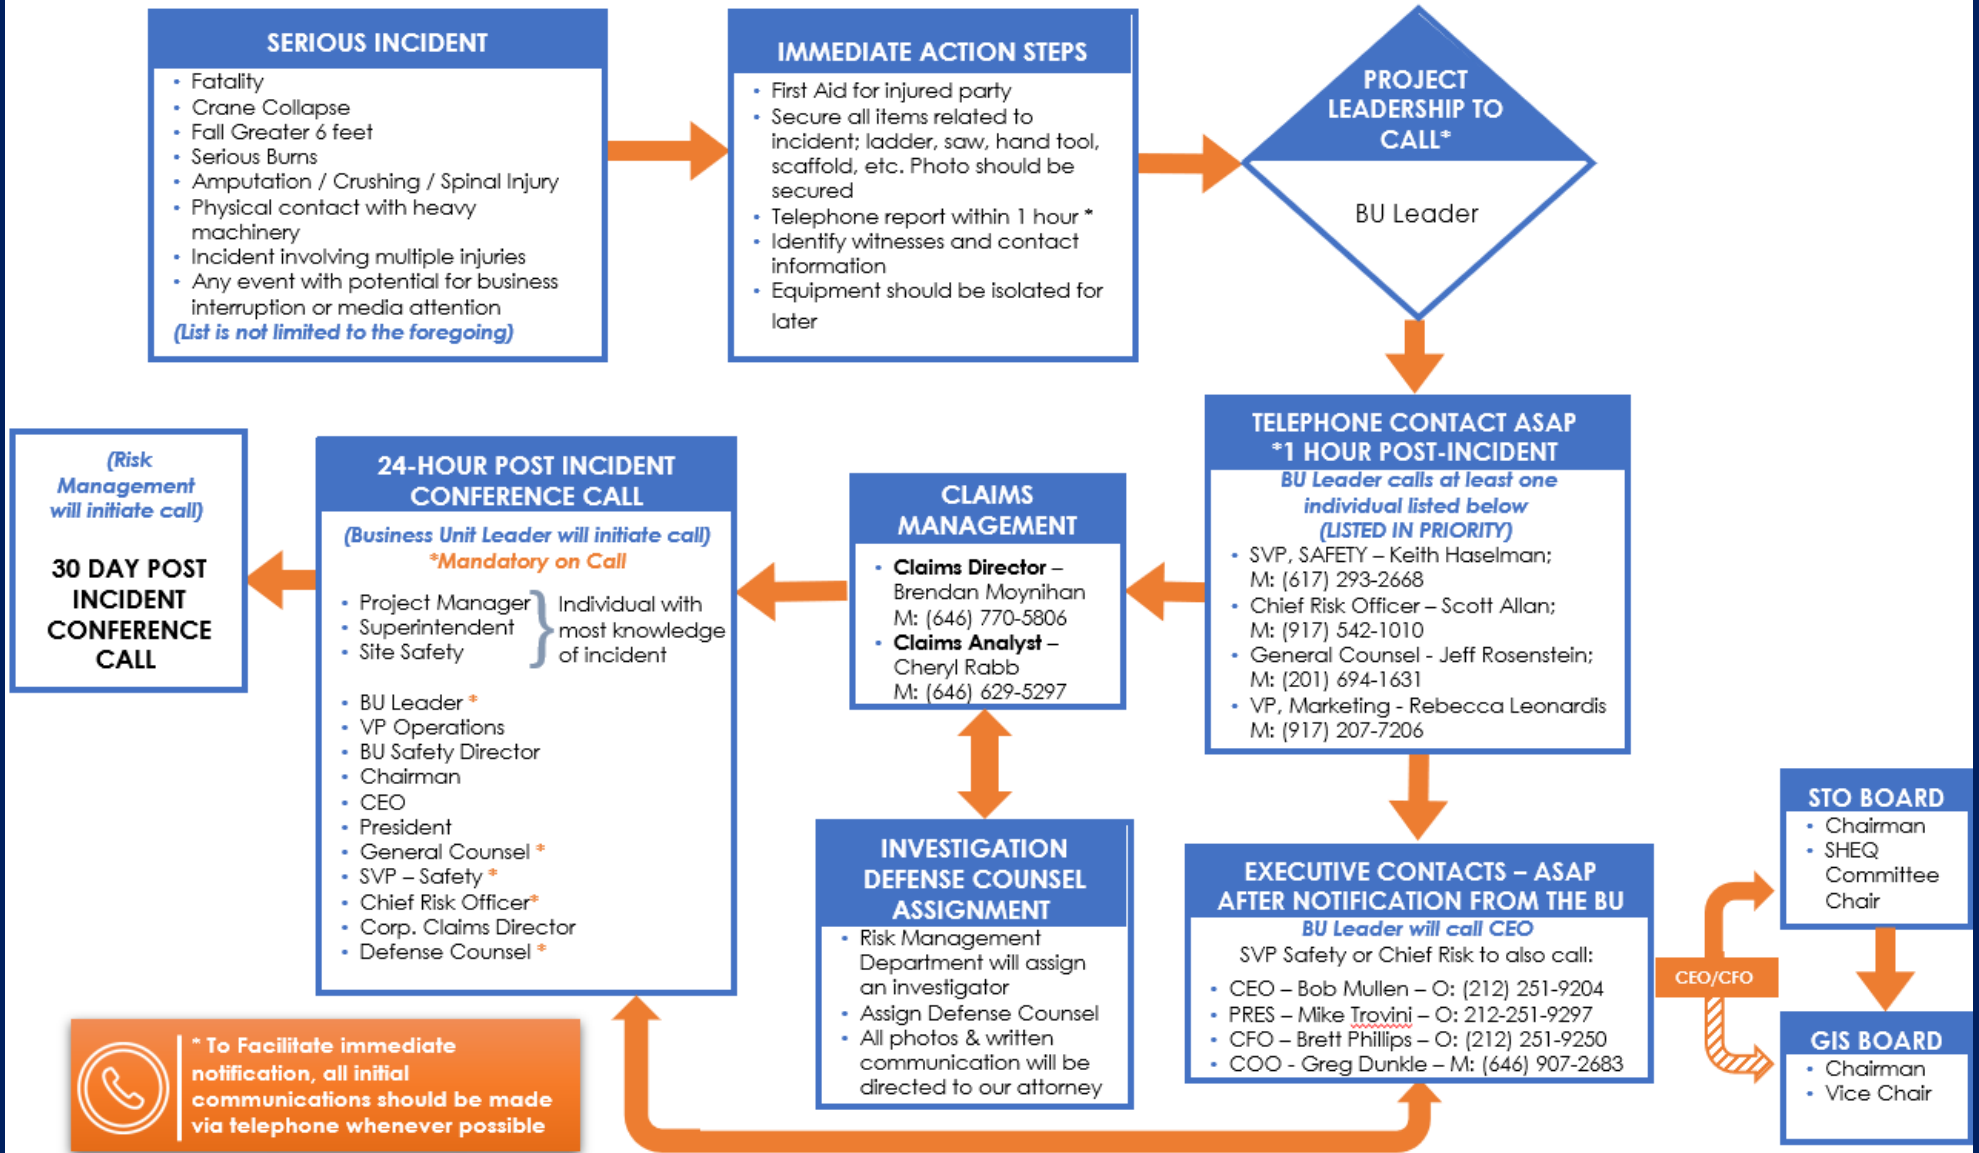 SERIOUS INCIDENT
• Fatality
• Crane Collapse
• Fall Greater 6 feet
• Serious Burns
• Amputation / Crushing / Spinal Injury
• Physical contact with heavy
machinery
• Incident involving multiple injuries
• Any event with potential for business
interruption or media attention
(List is not limited to the foregoing)
IMMEDIATE ACTION STEPS
• First Aid for injured party
• Secure all items related to
incident; ladder, saw, hand tool,
scaffold, etc. Photo should be
secured
• Telephone report within 1 hour *
• Identify witnesses and contact
information
• Equipment should be isolated for
later
PROJECT
LEADERSHIP TO
CALL*
BU Leader
TELEPHONE CONTACT ASAP
*1 HOUR POST-INCIDENT
BU Leader calls at least one
individual listed below
(LISTED IN PRIORITY)
• SVP, SAFETY – Keith Haselman;
M: (617) 293-2668
• Chief Risk Officer – Scott Allan;
M: (917) 542-1010
• General Counsel - Jeff Rosenstein;
M: (201) 694-1631
• VP, Marketing - Rebecca Leonardis
M: (917) 207-7206
CLAIMS
MANAGEMENT
• Claims Director –
Brendan Moynihan
M: (646) 770-5806
• Claims Analyst –
Cheryl Rabb
M: (646) 629-5297
24-HOUR POST INCIDENT
CONFERENCE CALL
(Business Unit Leader will initiate call)
*Mandatory on Call
• Project Manager
• Superintendent
• Site Safety
Individual with
most knowledge
of incident
• BU Leader *
• VP Operations
• BU Safety Director
• Chairman
• CEO
• President
• General Counsel *
• SVP – Safety *
• Chief Risk Officer*
• Corp. Claims Director
• Defense Counsel *
(Risk
Management
will initiate call)
30 DAY POST
INCIDENT
CONFERENCE
CALL
INVESTIGATION
DEFENSE COUNSEL
ASSIGNMENT
• Risk Management
Department will assign
an investigator
• Assign Defense Counsel
• All photos & written
communication will be
directed to our attorney
EXECUTIVE CONTACTS – ASAP
AFTER NOTIFICATION FROM THE BU
BU Leader will call CEO
SVP Safety or Chief Risk to also call:
• CEO – Bob Mullen – O: (212) 251-9204
• PRES – Mike Trovini – O: 212-251-9297
• CFO – Brett Phillips – O: (212) 251-9250
• COO - Greg Dunkle – M: (646) 907-2683
CEO/CFO
STO BOARD
• Chairman
• SHEQ
Committee
Chair
GIS BOARD
• Chairman
• Vice Chair
* To Facilitate immediate
notification, all initial
communications should be made
via telephone whenever possible